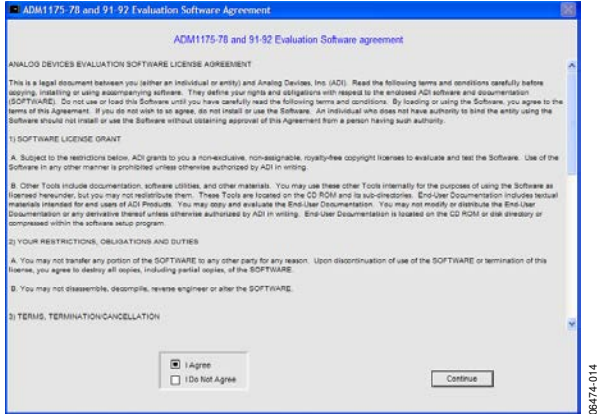 ADM1175-78 and 91-92 Evaluation Software Agreement
ADM1175-78 and 91-92 Evaluation Software agreement
ANALOG DEVICES EVALUATION SOFTWARE LICENSE AGREEMENT
This is a legal document between you (either an individual or entity) and Analog Devices, Inc. (ADI). Read the following terms and conditions carefully before
copying, installing or using accompanying software. They define your rights and obligations with respect to the enclosed ADI software and documentation
(SOFTWARE). Do not use or load this Software until you have carefully read the following terms and conditions. By loading or using the Software, you agree to the
terms of this Agreement. If you do not wish to so agree, do not install or use the Software. An individual who does not have authority to bind the entity using the
Software should not install or use the Software without obtaining approval of this Agreement from a person having such authority.
1) SOFTWARE LICENSE GRANT
A. Subject to the restrictions below, ADI grants to you a non-exclusive, non-assignable, royalty-free copyright licenses to evaluate and test the Software. Use of the
Software in any other manner is prohibited unless otherwise authorized by ADI in writing.
B. Other Tools include documentation, software utilities, and other materials. You may use these other Tools internally for the purposes of using the Software as
licensed hereunder, but you may not redistribute them. These Tools are located on the CD ROM and its sub-directories. End-User Documentation includes textual
materials intended for end users of ADI Products. You may copy and evaluate the End-User Documentation. You may not modify or distribute the End-User
Documentation or any derivative thereof unless otherwise authorized by ADI in writing. End-User Documentation is located on the CD ROM or disk directory or
compressed within the software setup program.
2) YOUR RESTRICTIONS, OBLIGATIONS AND DUTIES
A. You may not transfer any portion of the SOFTWARE to any other party for any reason. Upon discontinuation of use of the SOFTWARE or termination of this
license, you agree to destroy all copies, including partial copies, of the SOFTWARE.
B. You may not disassemble, decompile, reverse engineer or alter the SOFTWARE.
3) TERMS, TERMINATION/CANCELLATION
I Agree
I Do Not Agree
Continue
06474-014